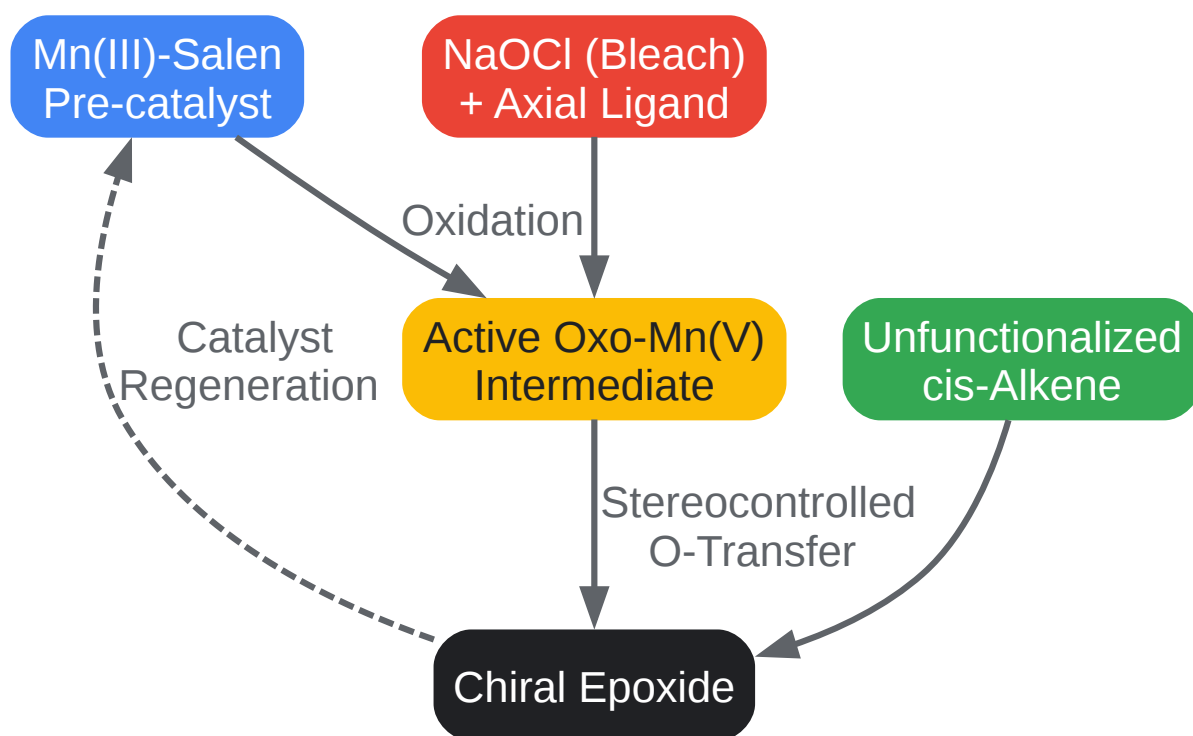 Mn(III)-Salen
Pre-catalyst
NaOCl (Bleach)
+ Axial Ligand
Oxidation
Catalyst
Regeneration
Active Oxo-Mn(V)
Intermediate
Unfunctionalized
cis-Alkene
Stereocontrolled
O-Transfer
Chiral Epoxide